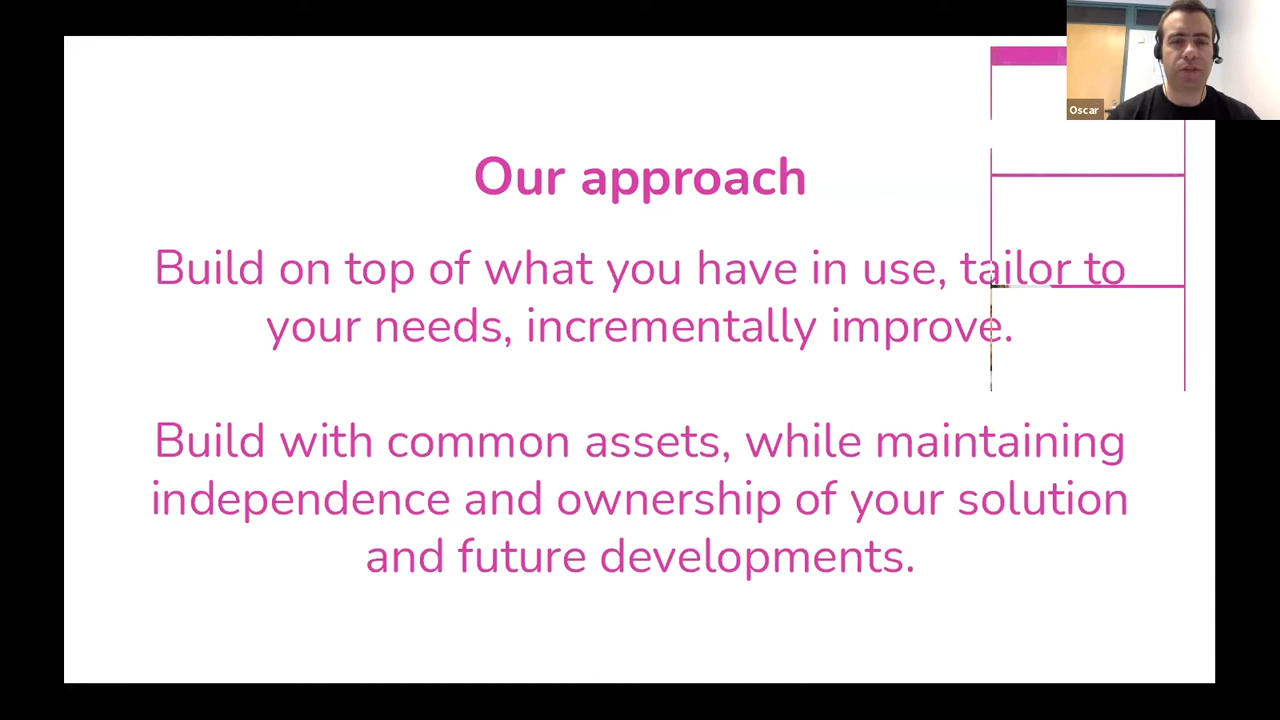 Oscar
Our approach
Build on top of what you have in use, tailor to
your needs, incrementally improve.
Build with common assets, while maintaining
independence and ownership of your solution
and future developments.